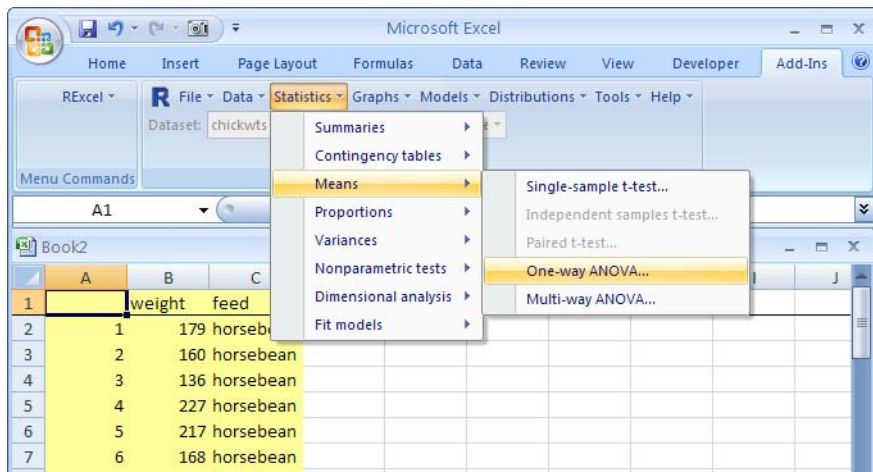 Microsoft Excel
Home Insert Page Layout Formulas Data Review View Developer Add-Ins
RExcel R File Data Statistics Graphs Models Distributions Tools Help
Dataset: chickwts
Menu Commands
Summaries
Contingency tables
Means
Proportions
Variances
Nonparametric tests
Dimensional analysis
Fit models
Single-sample t-test...
Independent samples t-test...
Paired t-test...
One-way ANOVA...
Multi-way ANOVA...
A1
Book2
A B C J
1 weight feed
2 1 179 horsebe
3 2 160 horsebean
4 3 136 horsebean
5 4 227 horsebean
6 5 217 horsebean
7 6 168 horsebean